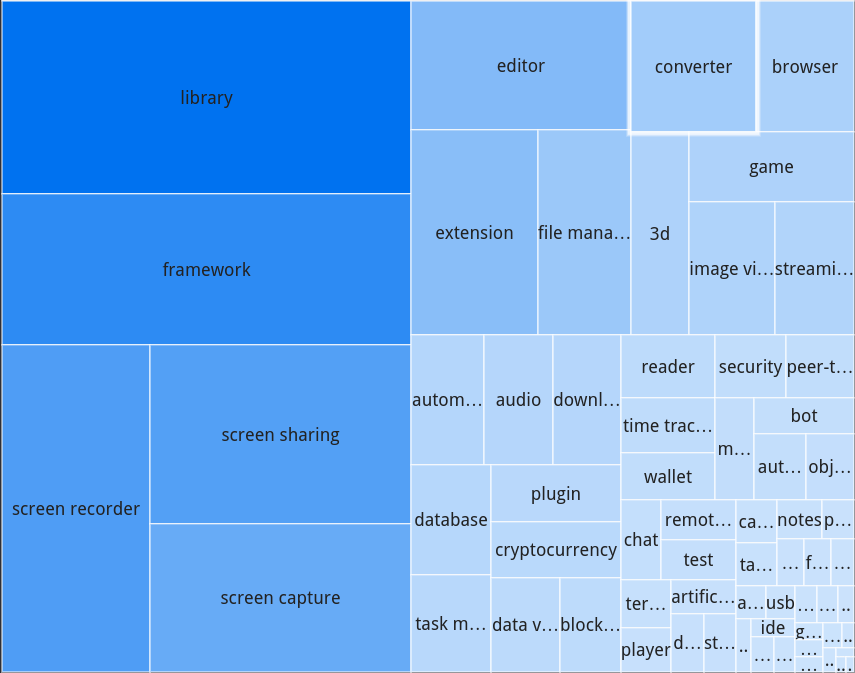 library
framework
screen recorder
screen sharing
screen capture
editor
converter
browser
extension
file mana…
3d
game
image vi…
streami…
autom…
audio
downl…
reader
security
peer-t…
time trac…
m…
bot
wallet
aut…
obj…
database
plugin
cryptocurrency
task m…
data v…
block…
chat
remot…
test
ca…
notes
p…
ta…
…
f…
…
ter…
artific…
player
d…
st…
a…
usb
…
…
..
ide
..
…
…
g…
…
..
…
…
..
..
..